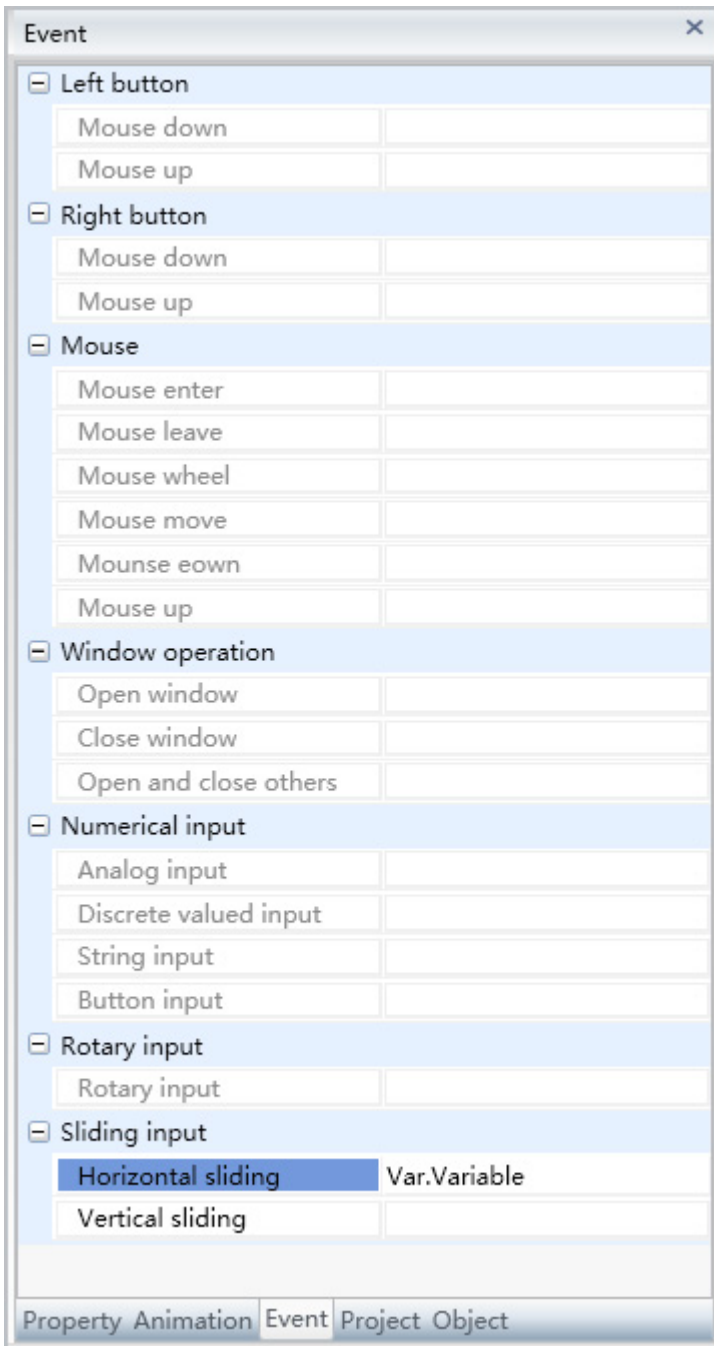 Event
Left button
Mouse down
Mouse up
Right button
Mouse down
Mouse up
Mouse
Mouse enter
Mouse leave
Mouse wheel
Mouse move
Mounse eown
Mouse up
Window operation
Open window
Close window
Open and close others
Numerical input
Analog input
Discrete valued input
String input
Button input
Rotary input
Rotary input
Sliding input
Horizontal sliding Var.Variable
Vertical sliding
Property Animation Event Project Object